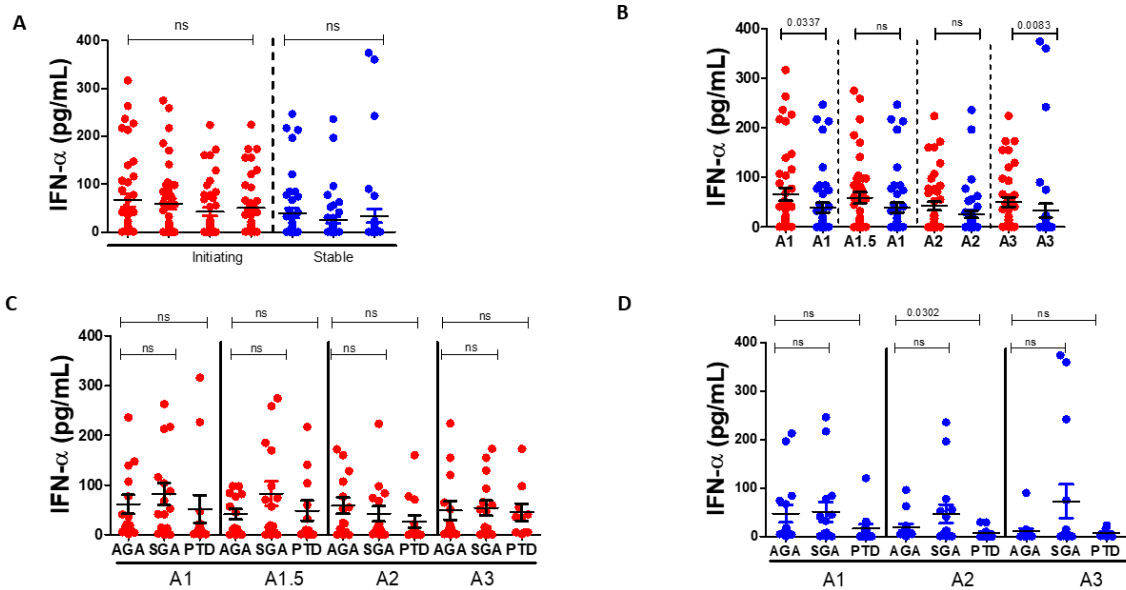 A
ns
ns
IFN-α (pg/mL)
400
300
200
100
0
Initiating
Stable
B
0.0337
ns
ns
0.0083
IFN-α (pg/mL)
400
300
200
100
0
A1 A1 A1.5 A1 A2 A2 A3 A3
C
ns ns ns ns
ns ns ns ns
IFN-α (pg/mL)
400
300
200
100
0
AGA SGA PTD AGA SGA PTD AGA SGA PTD AGA SGA PTD
A1 A1.5 A2 A3
D
ns 0.0302 ns
ns ns ns
IFN-α (pg/mL)
400
300
200
100
0
AGA SGA PTD AGA SGA PTD AGA SGA PTD
A1 A2 A3